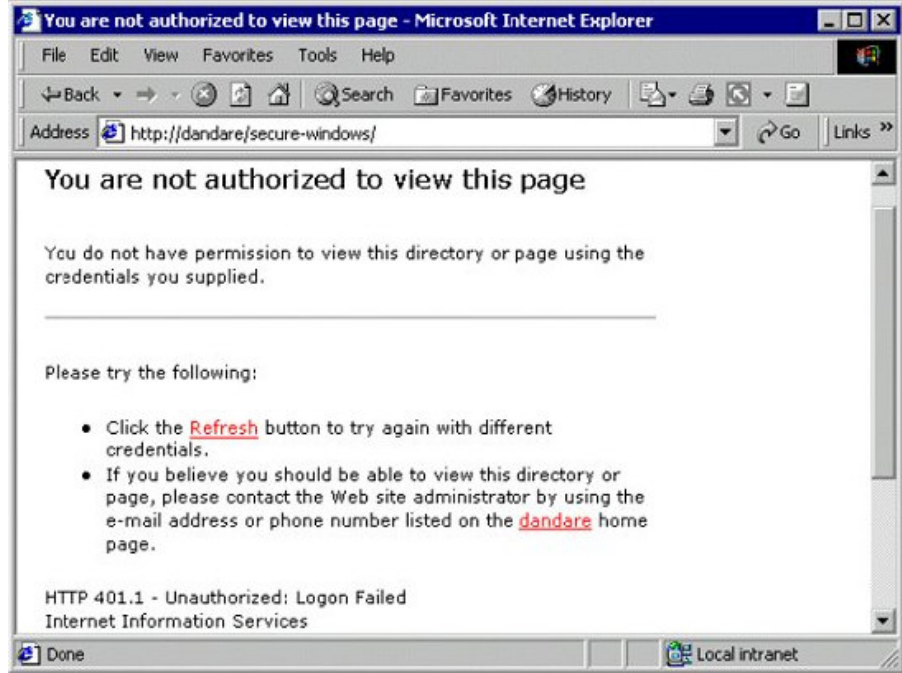 You are not authorized to view this page - Microsoft Internet Explorer
File Edit View Favorites Tools Help
Back Search Favorites History
Address http://dandare/secure-windows/ Go Links »
You are not authorized to view this page
You do not have permission to view this directory or page using the
credentials you supplied.
Please try the following:
• Click the Refresh button to try again with different
credentials.
• If you believe you should be able to view this directory or
page, please contact the Web site administrator by using the
e-mail address or phone number listed on the dandare home
page.
HTTP 401.1 - Unauthorized: Logon Failed
Internet Information Services
Done Local intranet